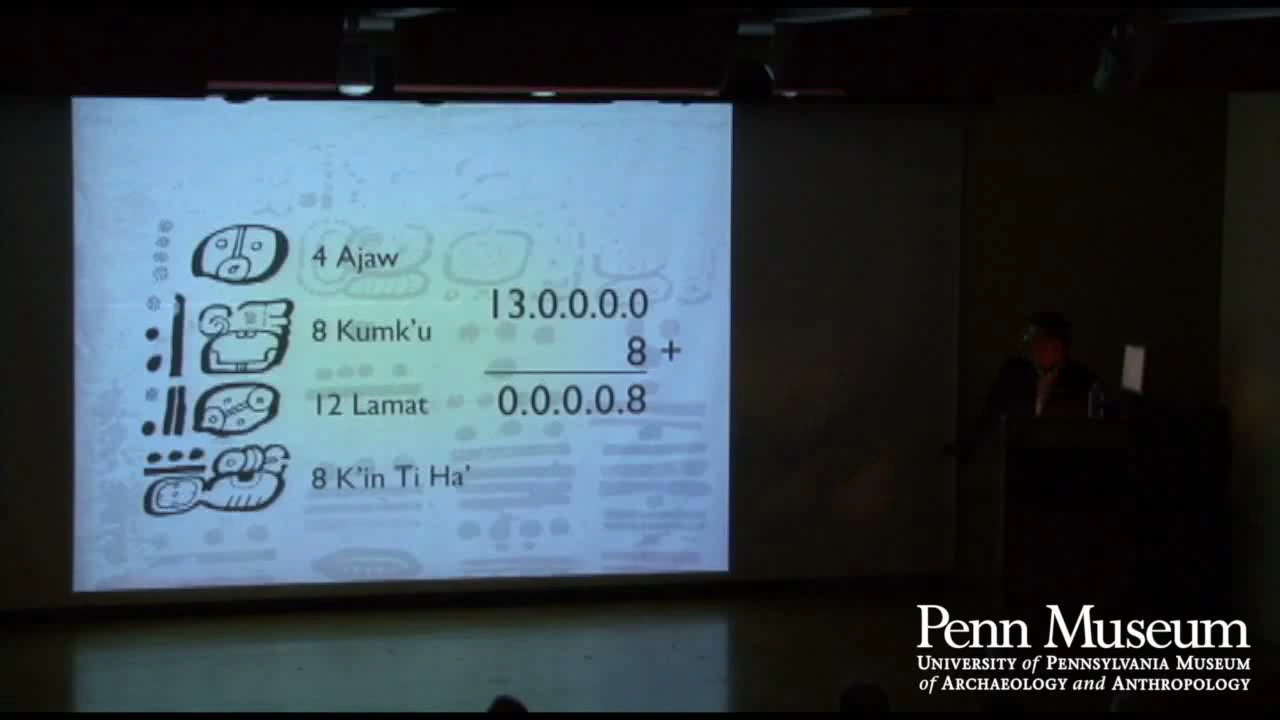 4 Ajaw
8 Kumk'u
12 Lamat
8 K'in Ti Ha'
13.0.0.0.0
8 +
0.0.0.0.8
Penn Museum
UNIVERSITY of PENNSYLVANIA MUSEUM
of ARCHAEOLOGY and ANTHROPOLOGY